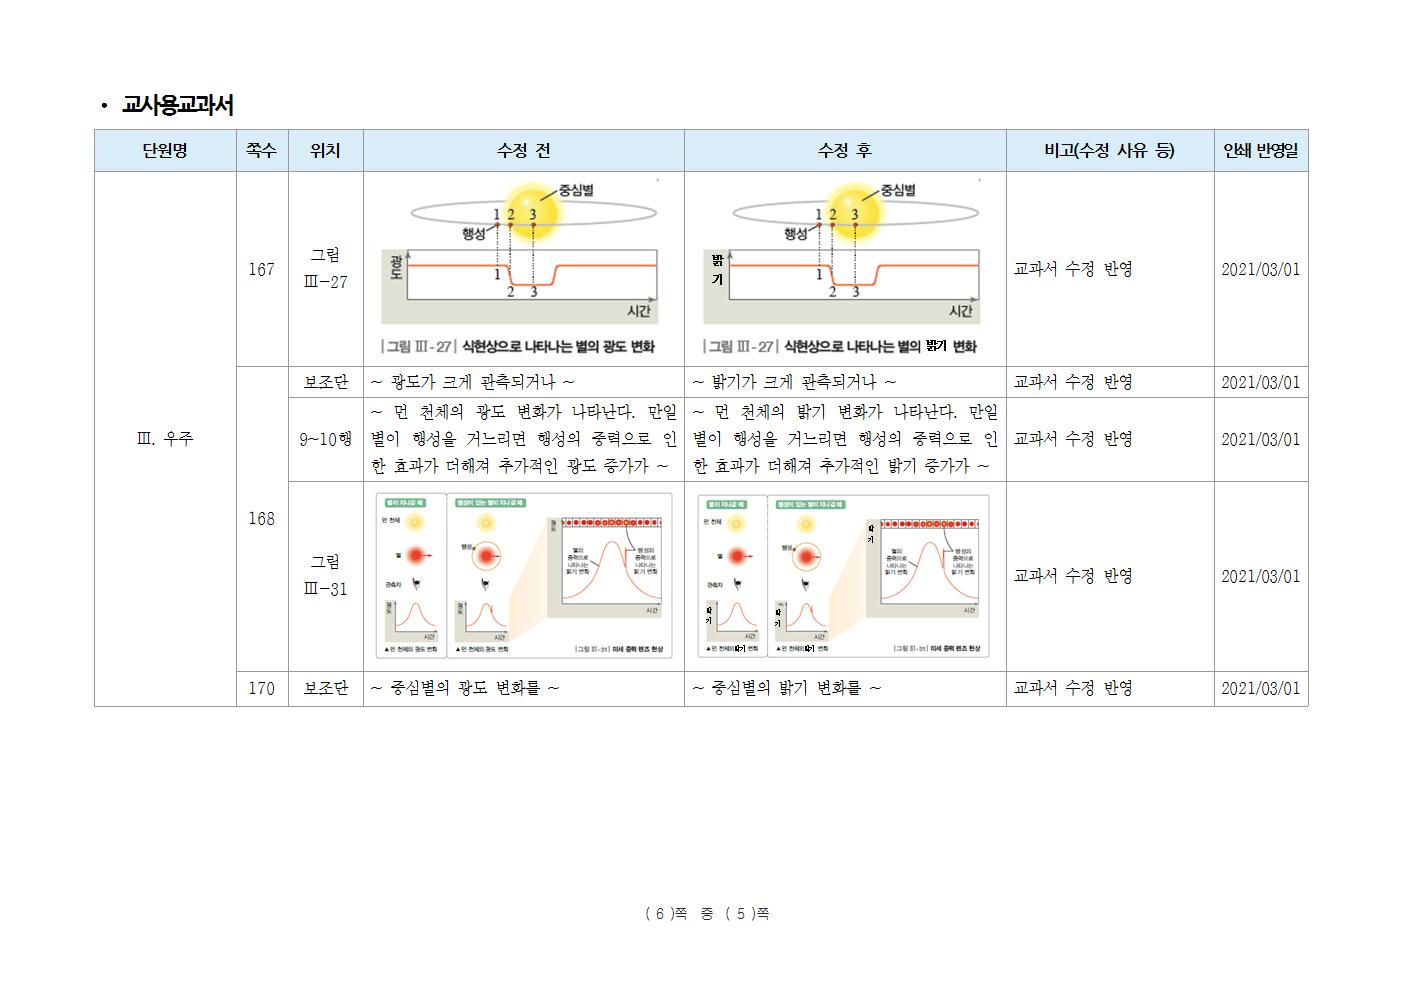 • 교사용교과서
단원명 쪽수 위치 수정 전 수정 후 비고(수정 사유 등) 인쇄 반영일
Ⅲ. 우주
167
그림
Ⅲ-27
중심별
1 2 3
행성
광도
1
2 3
시간
|그림 Ⅲ-27| 식현상으로 나타나는 별의 광도 변화
중심별
1 2 3
행성
밝기
1
2 3
시간
|그림 Ⅲ-27| 식현상으로 나타나는 별의 밝기 변화
교과서 수정 반영
2021/03/01
168
보조단
~ 광도가 크게 관측되거나 ~
~ 밝기가 크게 관측되거나 ~
교과서 수정 반영
2021/03/01
9~10행
~ 먼 천체의 광도 변화가 나타난다. 만일
별이 행성을 거느리면 행성의 중력으로 인
한 효과가 더해져 추가적인 광도 증가가 ~
~ 먼 천체의 밝기 변화가 나타난다. 만일
별이 행성을 거느리면 행성의 중력으로 인
한 효과가 더해져 추가적인 밝기 증가가 ~
교과서 수정 반영
2021/03/01
그림
Ⅲ-31
별이 지나갈 때
행성이 있는 별이 지나갈 때
먼 천체
별
행성
관측자
광도
시간
광도
시간
광도
별의
중력으로
나타나는
밝기 변화
행성의
중력으로
나타나는
밝기 변화
시간
▲ 먼 천체의 광도 변화
▲ 먼 천체의 광도 변화
|그림 Ⅲ-31| 미세 중력 렌즈 현상
별이 지나갈 때
행성이 있는 별이 지나갈 때
먼 천체
별
행성
관측자
밝기
시간
밝기
시간
밝기
별의
중력으로
나타나는
밝기 변화
행성의
중력으로
나타나는
밝기 변화
시간
▲ 먼 천체의 밝기 변화
▲ 먼 천체의 밝기 변화
|그림 Ⅲ-31| 미세 중력 렌즈 현상
교과서 수정 반영
2021/03/01
170
보조단
~ 중심별의 광도 변화를 ~
~ 중심별의 밝기 변화를 ~
교과서 수정 반영
2021/03/01
( 6 )쪽 중 ( 5 )쪽